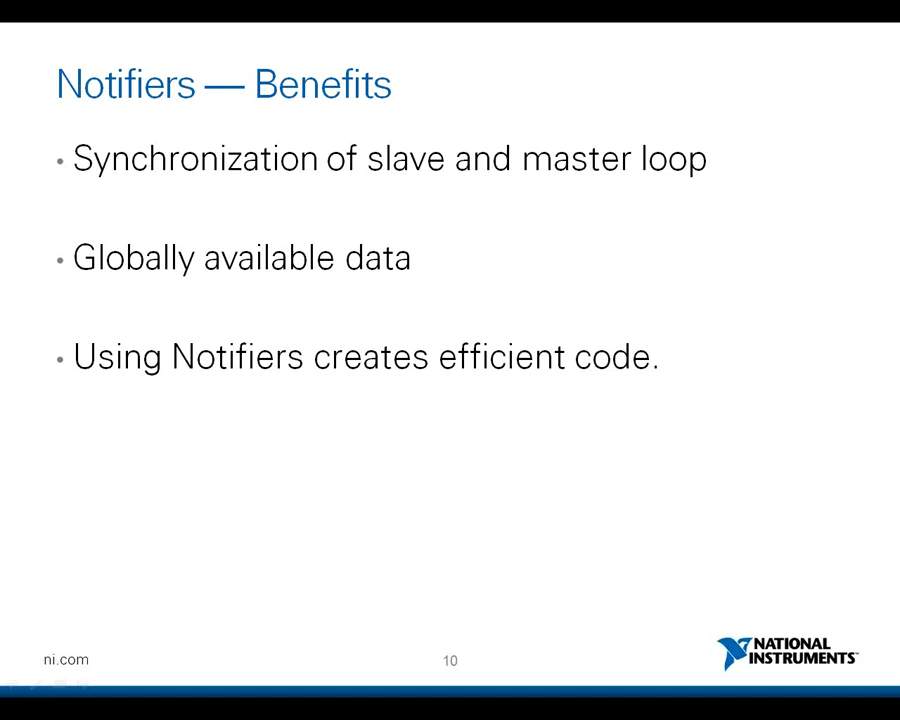 Notifiers — Benefits
• Synchronization of slave and master loop
• Globally available data
• Using Notifiers creates efficient code.
ni.com
10
NATIONAL
INSTRUMENTS™